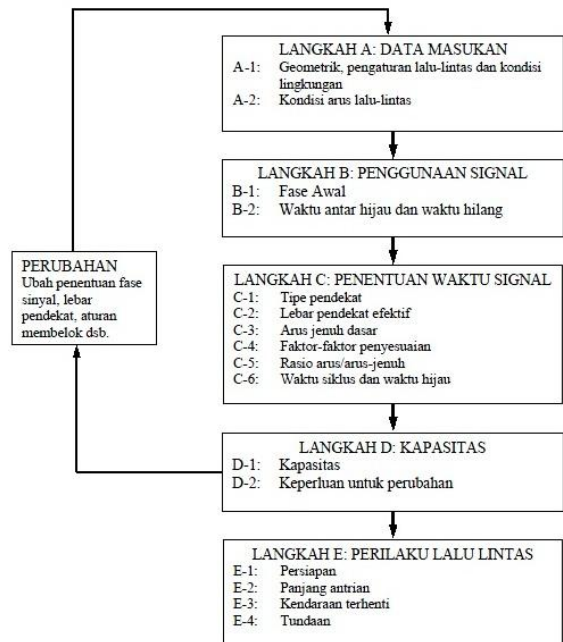 LANGKAH A: DATA MASUKAN
A-1: Geometrik, pengaturan lalu-lintas dan kondisi
lingkungan
A-2: Kondisi arus lalu-lintas
LANGKAH B: PENGGUNAAN SIGNAL
B-1: Fase Awal
B-2: Waktu antar hijau dan waktu hilang
PERUBAHAN
Ubah penentuan fase
sinyal, lebar
pendekat, aturan
membelok dsb.
LANGKAH C: PENENTUAN WAKTU SIGNAL
C-1: Tipe pendekat
C-2: Lebar pendekat efektif
C-3: Arus jenuh dasar
C-4: Faktor-faktor penyesuaian
C-5: Rasio arus/arus-jenuh
C-6: Waktu siklus dan waktu hijau
LANGKAH D: KAPASITAS
D-1: Kapasitas
D-2: Keperluan untuk perubahan
LANGKAH E: PERILAKU LALU LINTAS
E-1: Persiapan
E-2: Panjang antrian
E-3: Kendaraan terhenti
E-4: Tundaan